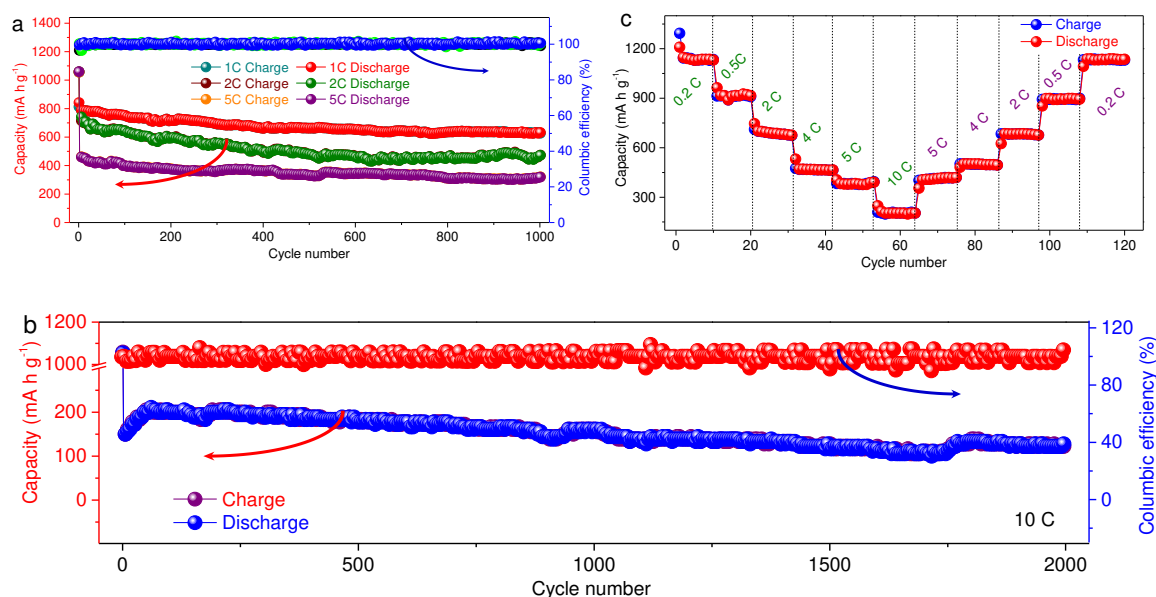 a
1400
1200
1000
800
600
400
200
0
Capacity (mA h g-1)
100
80
60
40
20
0
Columbic efficiency (%)
1C Charge 1C Discharge
2C Charge 2C Discharge
5C Charge 5C Discharge
0 200 400 600 800 1000
Cycle number
c
Charge
Discharge
1200
900
600
300
Capacity (mA h g-1)
0.2 C
0.5C
2 C
4 C
5 C
10 C
5 C
4 C
2 C
0.5 C
0.2 C
0 20 40 60 80 100 120
Cycle number
b
1200
1000
200
150
100
50
0
Capacity (mA h g-1)
120
80
40
0
Columbic efficiency (%)
Charge
Discharge
10 C
0 500 1000 1500 2000
Cycle number